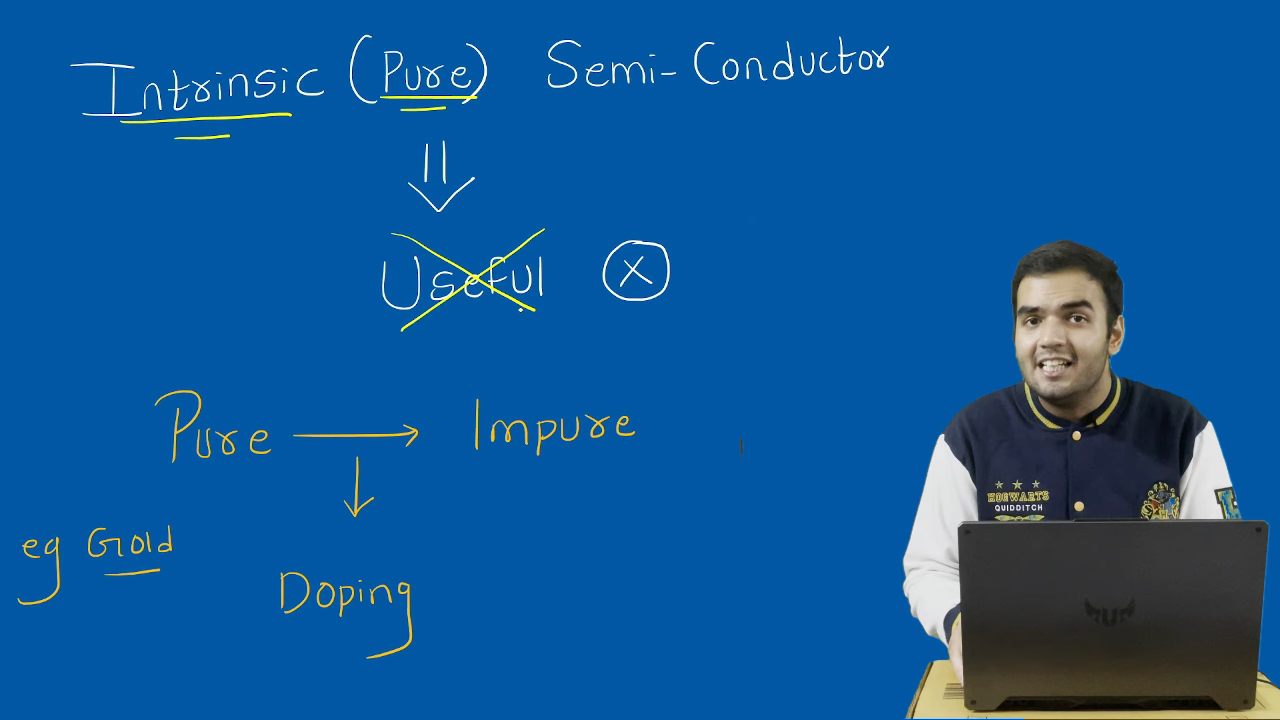 Intrinsic (Pure) Semi-Conductor
Useful X
Pure → Impure
eg Gold
Doping
HOGWARTS
QUIDDITCH